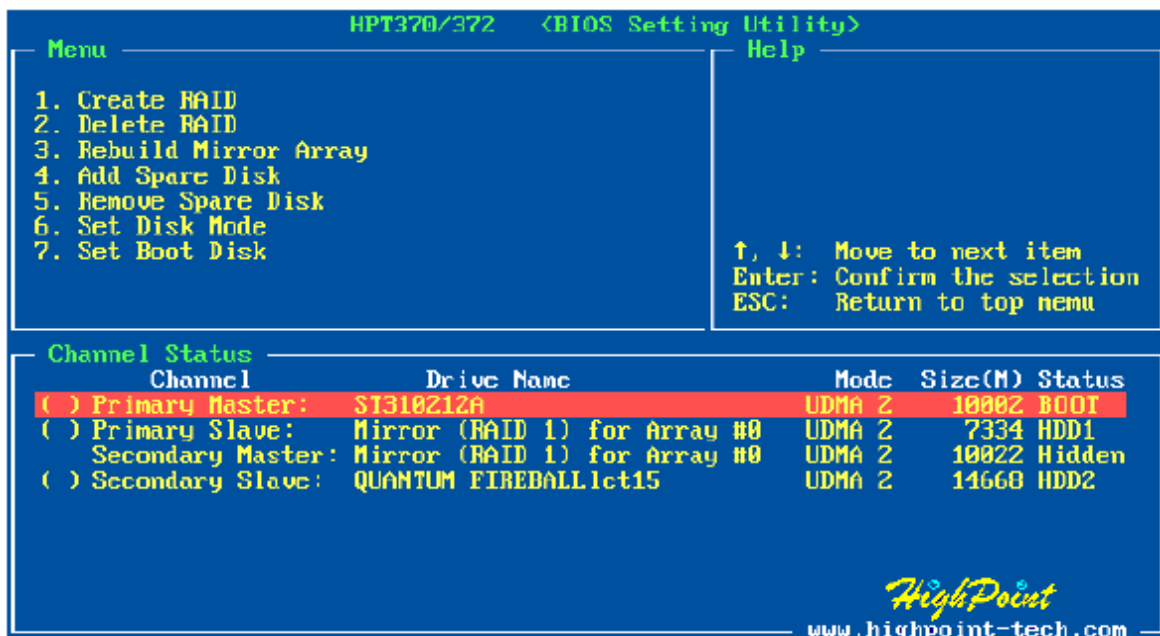 HPT370/372 <BIOS Setting Utility>
Menu
1. Create RAID
2. Delete RAID
3. Rebuild Mirror Array
4. Add Spare Disk
5. Remove Spare Disk
6. Set Disk Mode
7. Set Boot Disk
Help
↑, ↓: Move to next item
Enter: Confirm the selection
ESC: Return to top menu
Channel Status
Channel Drive Name Mode Size(M) Status
( ) Primary Master: ST310212A UDMA 2 10002 BOOT
( ) Primary Slave: Mirror (RAID 1) for Array #0 UDMA 2 7334 HDD1
Secondary Master: Mirror (RAID 1) for Array #0 UDMA 2 10022 Hidden
( ) Secondary Slave: QUANTUM FIREBALLlct15 UDMA 2 14668 HDD2
HighPoint
www.highpoint-tech.com